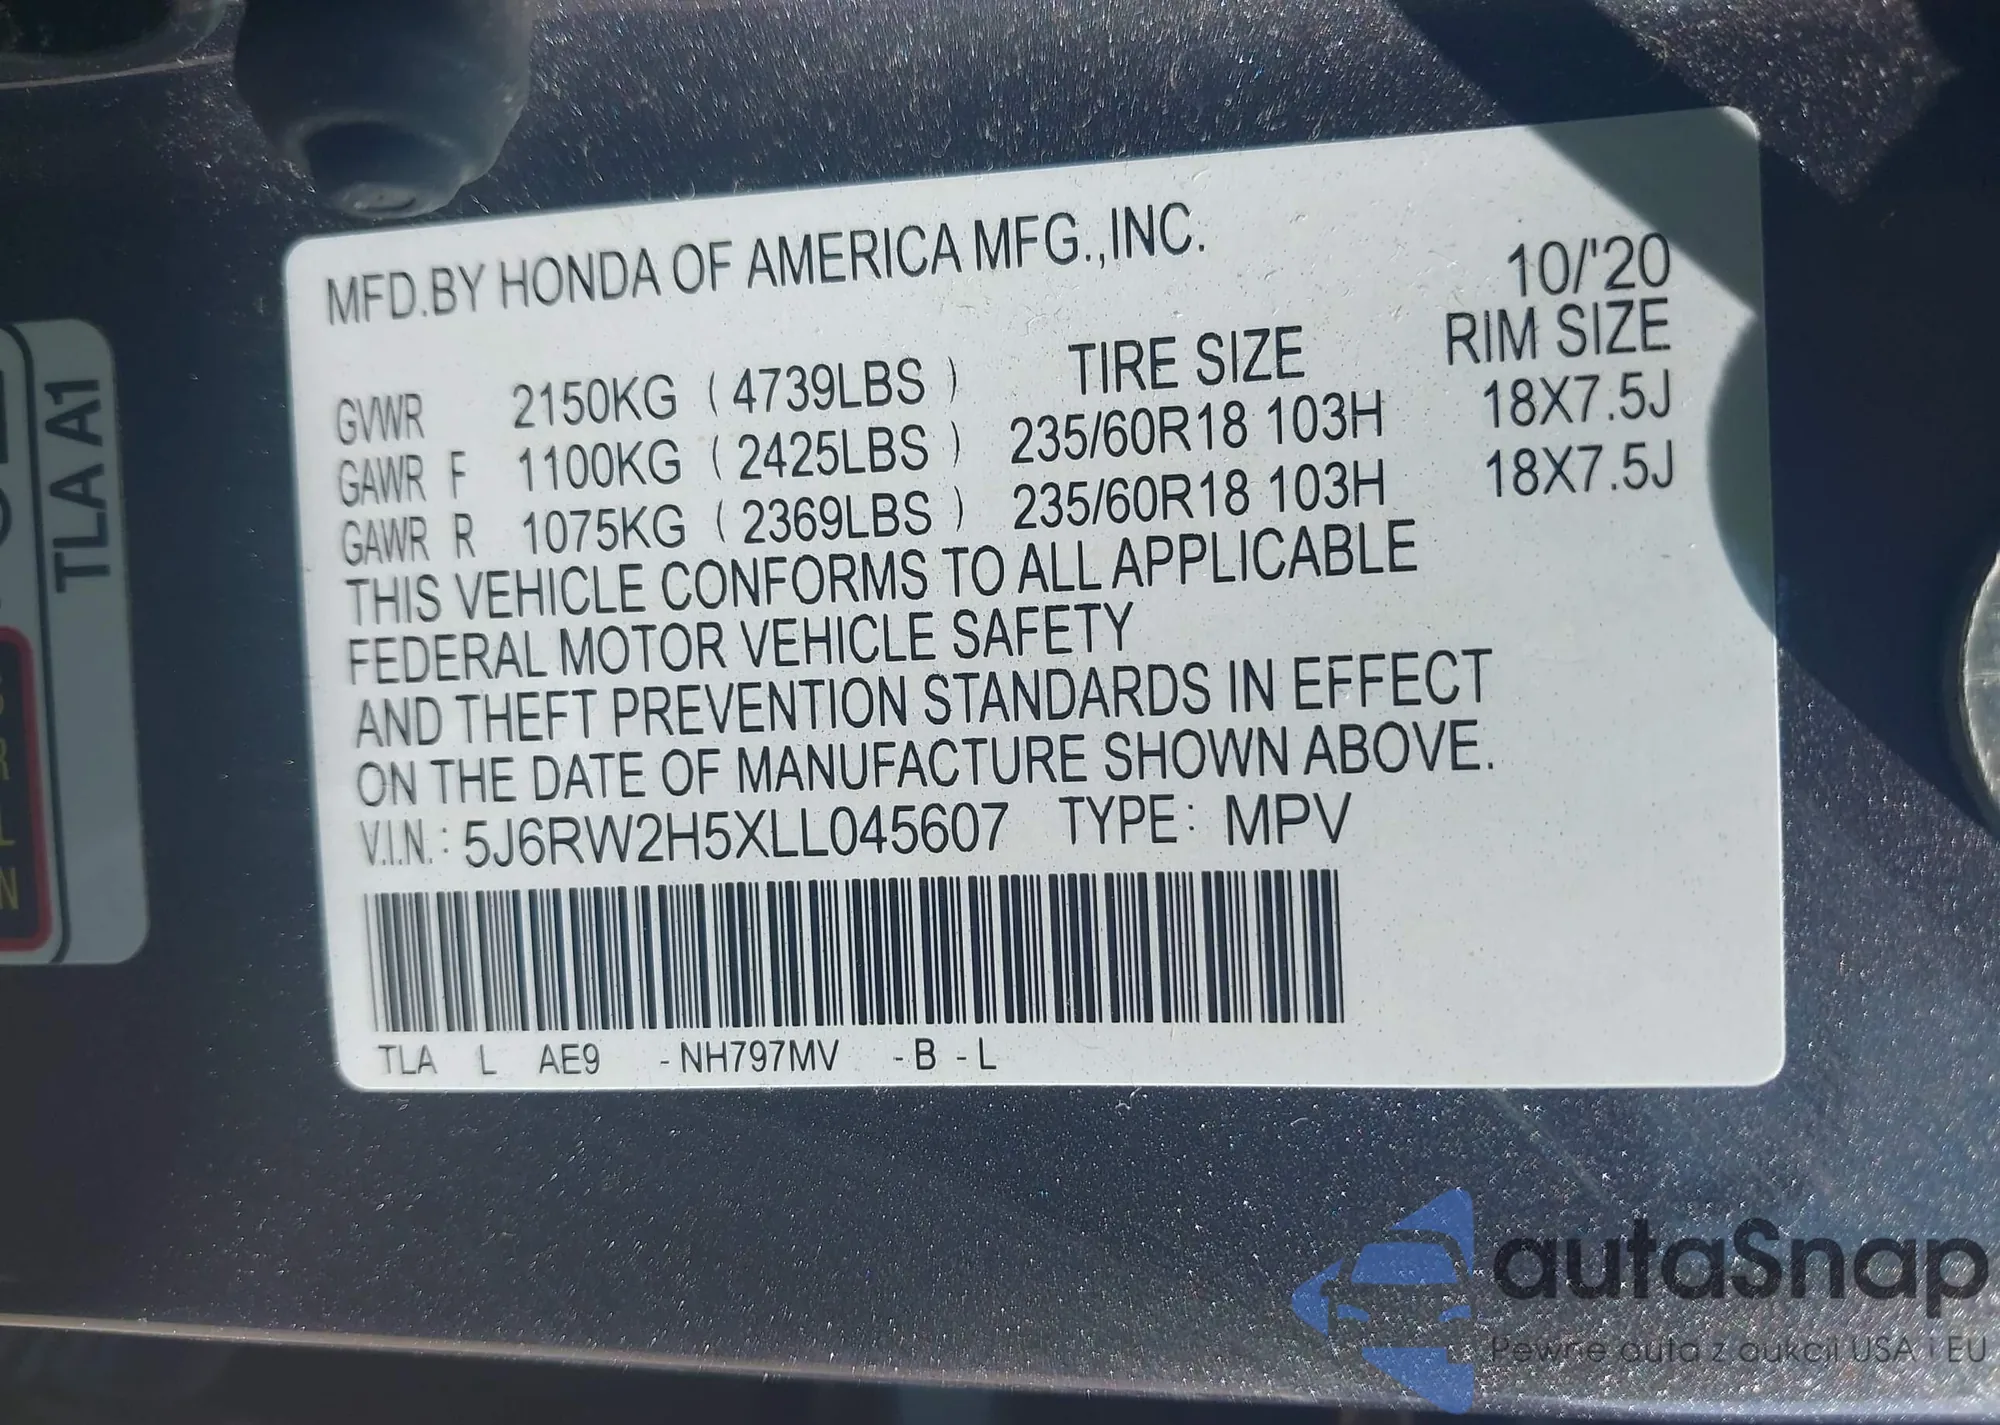 MFD.BY HONDA OF AMERICA MFG.,INC. 10/'20
TIRE SIZE RIM SIZE
GVWR 2150KG ( 4739LBS )
GAWR F 1100KG ( 2425LBS ) 235/60R18 103H 18X7.5J
GAWR R 1075KG ( 2369LBS ) 235/60R18 103H 18X7.5J
THIS VEHICLE CONFORMS TO ALL APPLICABLE
FEDERAL MOTOR VEHICLE SAFETY
AND THEFT PREVENTION STANDARDS IN EFFECT
ON THE DATE OF MANUFACTURE SHOWN ABOVE.
V.I.N. : 5J6RW2H5XLL045607 TYPE: MPV
TLA L AE9 -NH797MV -B -L
TLA A1
autaSnap
Pewne auta z aukcji USA i EU